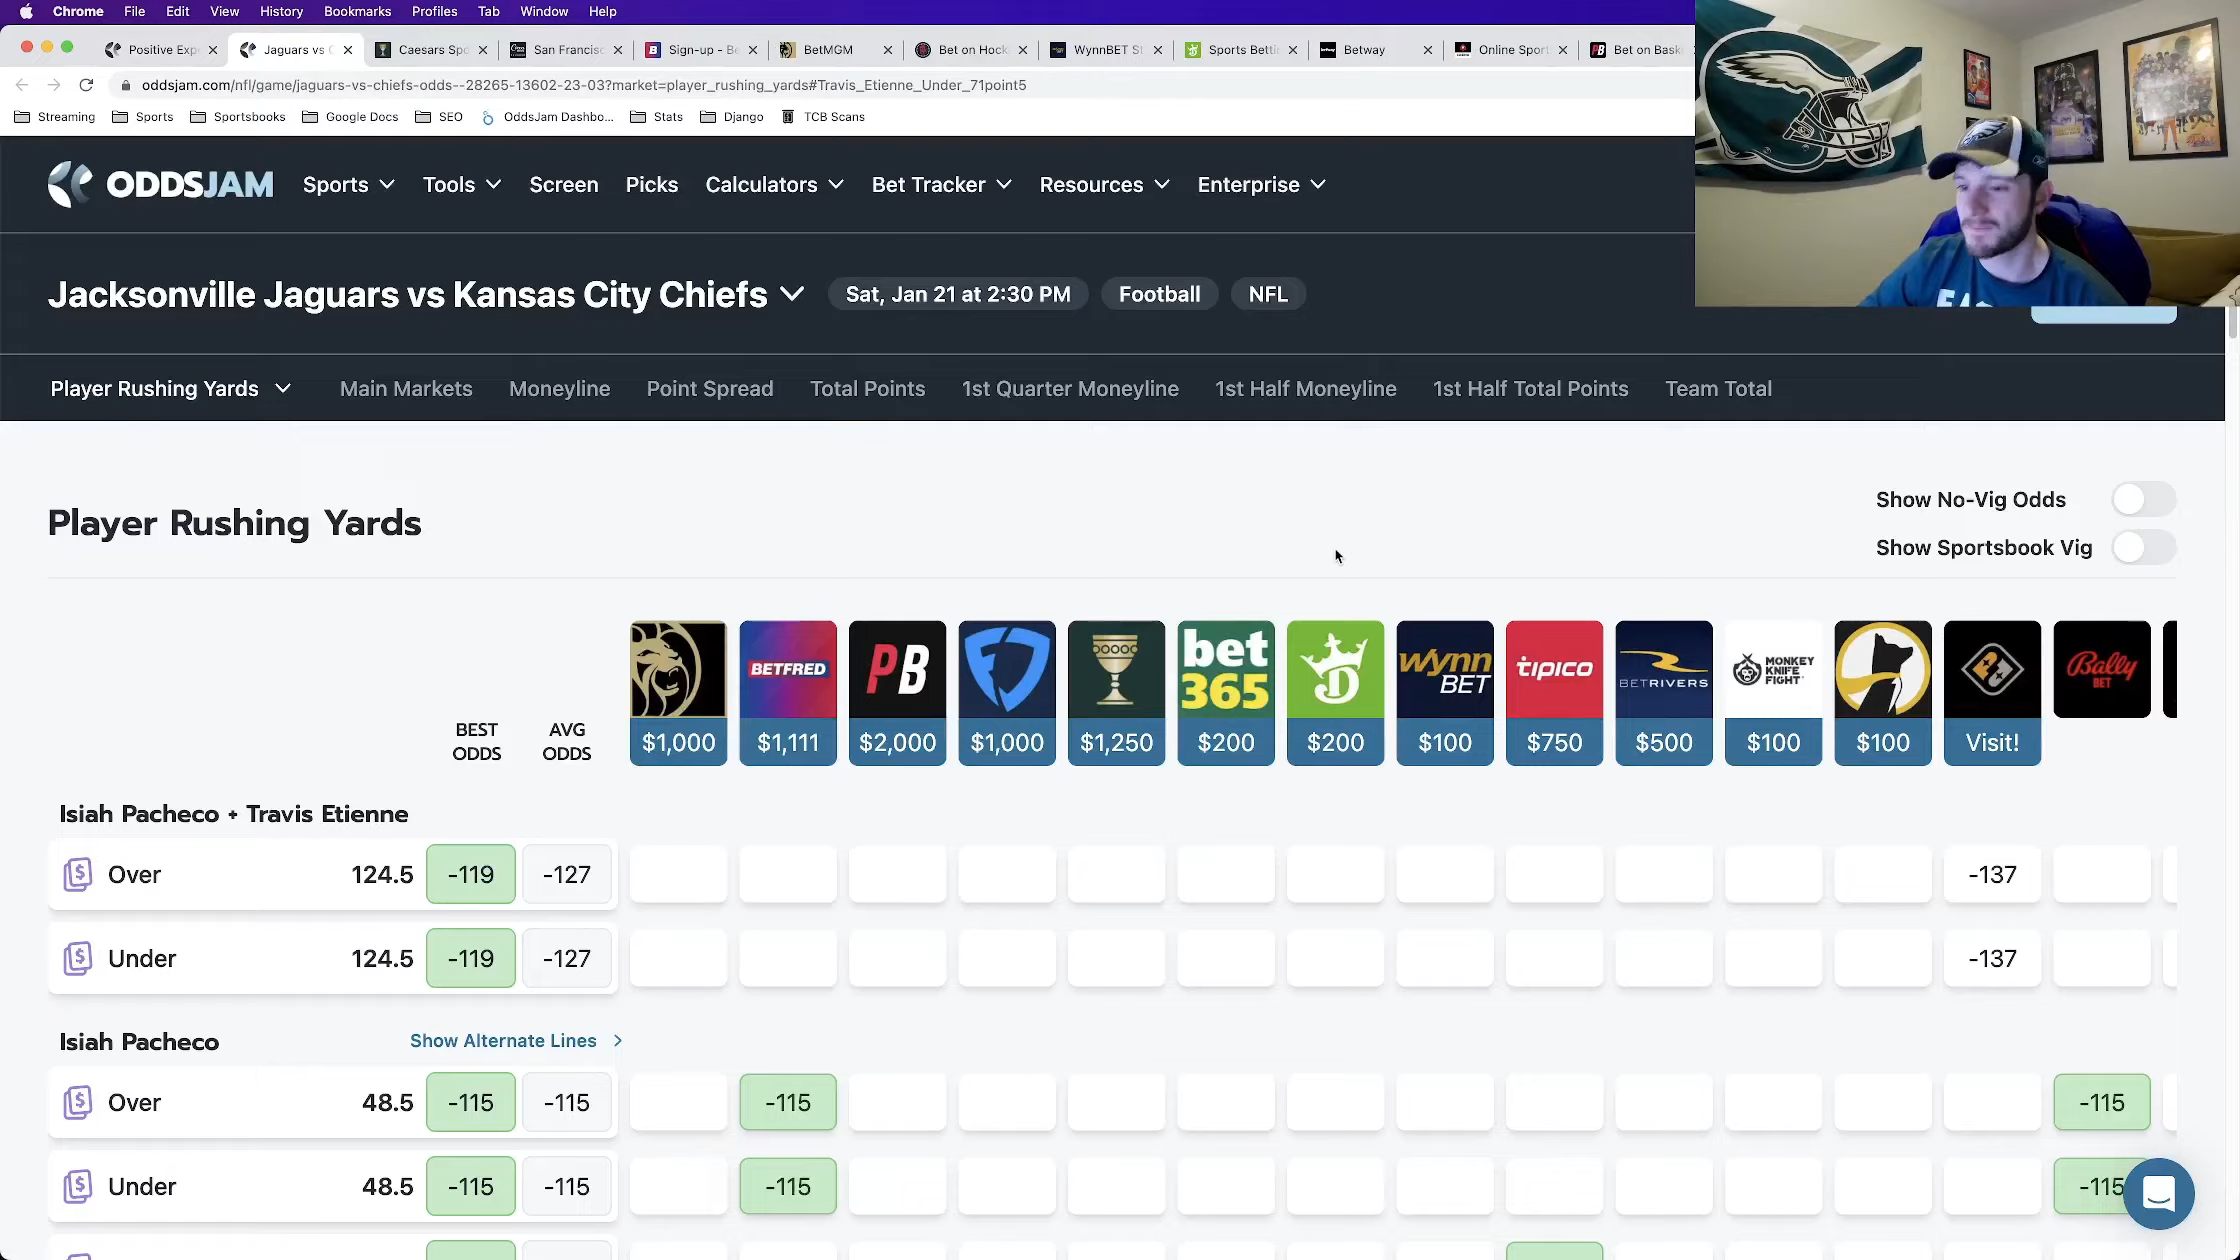 Chrome File Edit View History Bookmarks Profiles Tab Window Help
Positive Exp Jaguars vs C Caesars Spo San Francisc Sign-up - Be BetMGM Bet on Hock WynnBET St Sports Betti Betway Online Sport Bet on Bask
oddsjam.com/nfl/game/jaguars-vs-chiefs-odds--28265-13602-23-03?market=player_rushing_yards#Travis_Etienne_Under_71point5
Streaming Sports Sportsbooks Google Docs SEO OddsJam Dashbo... Stats Django TCB Scans
ODDSJAM Sports Tools Screen Picks Calculators Bet Tracker Resources Enterprise
Jacksonville Jaguars vs Kansas City Chiefs Sat, Jan 21 at 2:30 PM Football NFL
Player Rushing Yards Main Markets Moneyline Point Spread Total Points 1st Quarter Moneyline 1st Half Moneyline 1st Half Total Points Team Total
Player Rushing Yards
Show No-Vig Odds
Show Sportsbook Vig
BETFRED PB bet365 WynnBET tipico BETRIVERS MONKEY KNIFE FIGHT Bally BET
BEST ODDS AVG ODDS $1,000 $1,111 $2,000 $1,000 $1,250 $200 $200 $100 $750 $500 $100 $100 Visit!
Isiah Pacheco + Travis Etienne
Over 124.5 -119 -127 -137
Under 124.5 -119 -127 -137
Isiah Pacheco Show Alternate Lines
Over 48.5 -115 -115 -115 -115
Under 48.5 -115 -115 -115 -115